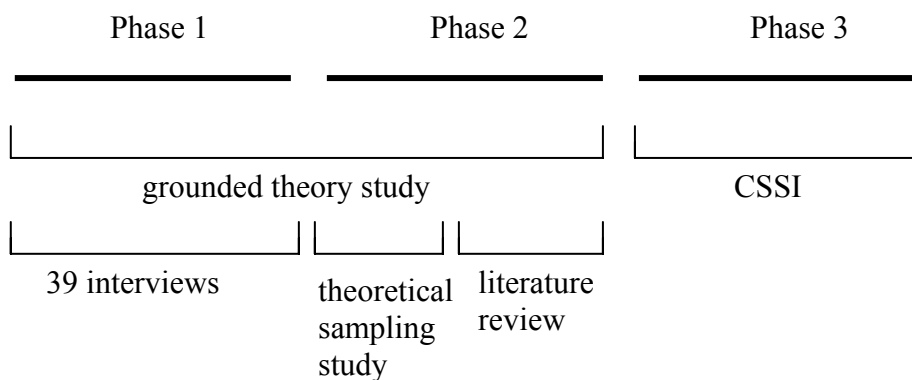 Phase 1 Phase 2 Phase 3
grounded theory study CSSI
39 interviews
theoretical
sampling
study
literature
review